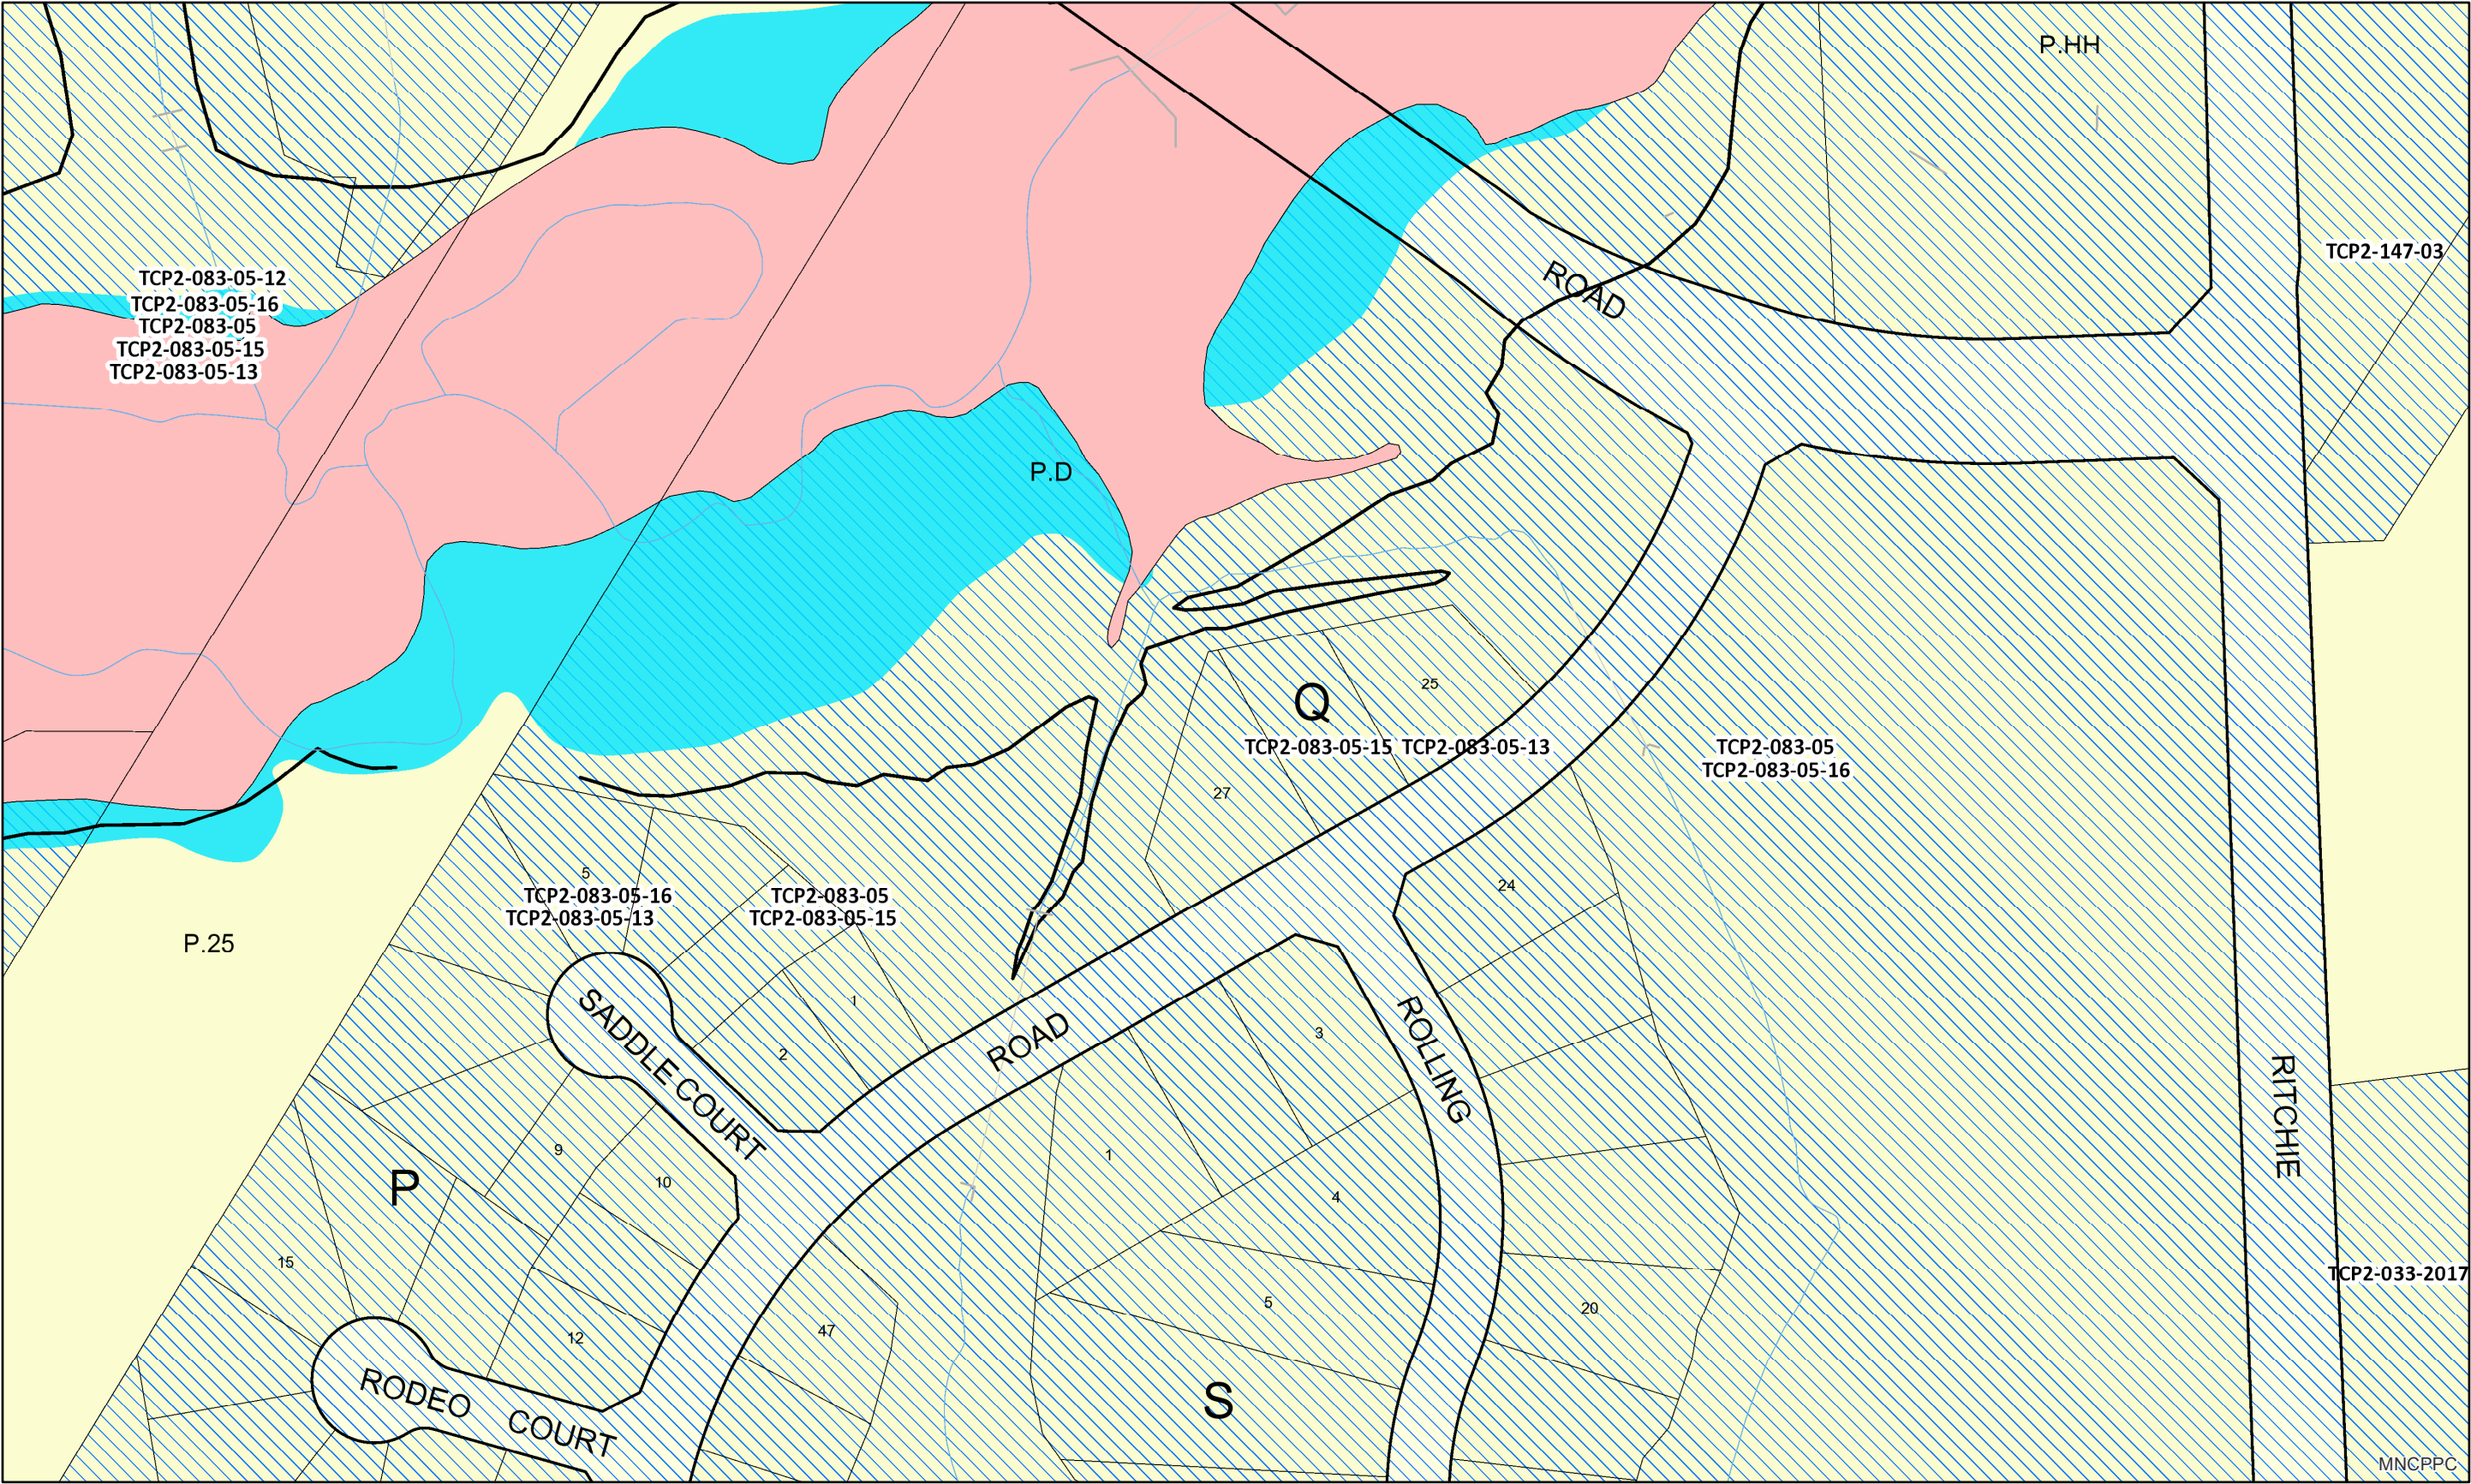 P.HH
TCP2-147-03
ROAD
TCP2-083-05-12
TCP2-083-05-16
TCP2-083-05
TCP2-083-05-15
TCP2-083-05-13
P.D
25
Q
TCP2-083-05-15 TCP2-083-05-13
TCP2-083-05
TCP2-083-05-16
27
5
24
TCP2-083-05-16
TCP2-083-05-13
TCP2-083-05
TCP2-083-05-15
P.25
1
2
SADDLE COURT
ROAD
3
ROLLING
RITCHIE
9
1
10
4
P
15
TCP2-033-2017
5
20
47
12
RODEO COURT
S
MNCPPC